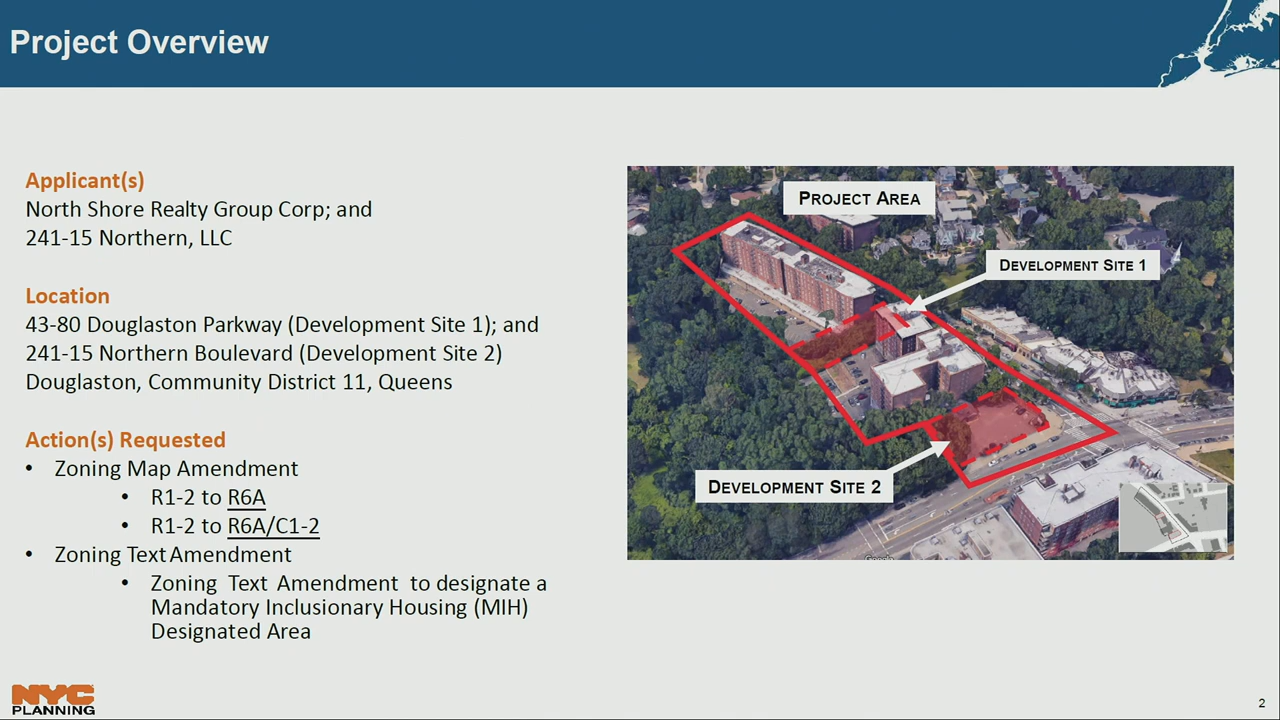 Project Overview
Applicant(s)
North Shore Realty Group Corp; and
241-15 Northern, LLC
Location
43-80 Douglaston Parkway (Development Site 1); and
241-15 Northern Boulevard (Development Site 2)
Douglaston, Community District 11, Queens
Action(s) Requested
• Zoning Map Amendment
• R1-2 to R6A
• R1-2 to R6A/C1-2
• Zoning Text Amendment
• Zoning Text Amendment to designate a
Mandatory Inclusionary Housing (MIH)
Designated Area
PROJECT AREA
DEVELOPMENT SITE 1
DEVELOPMENT SITE 2
Google
NYC
PLANNING
2